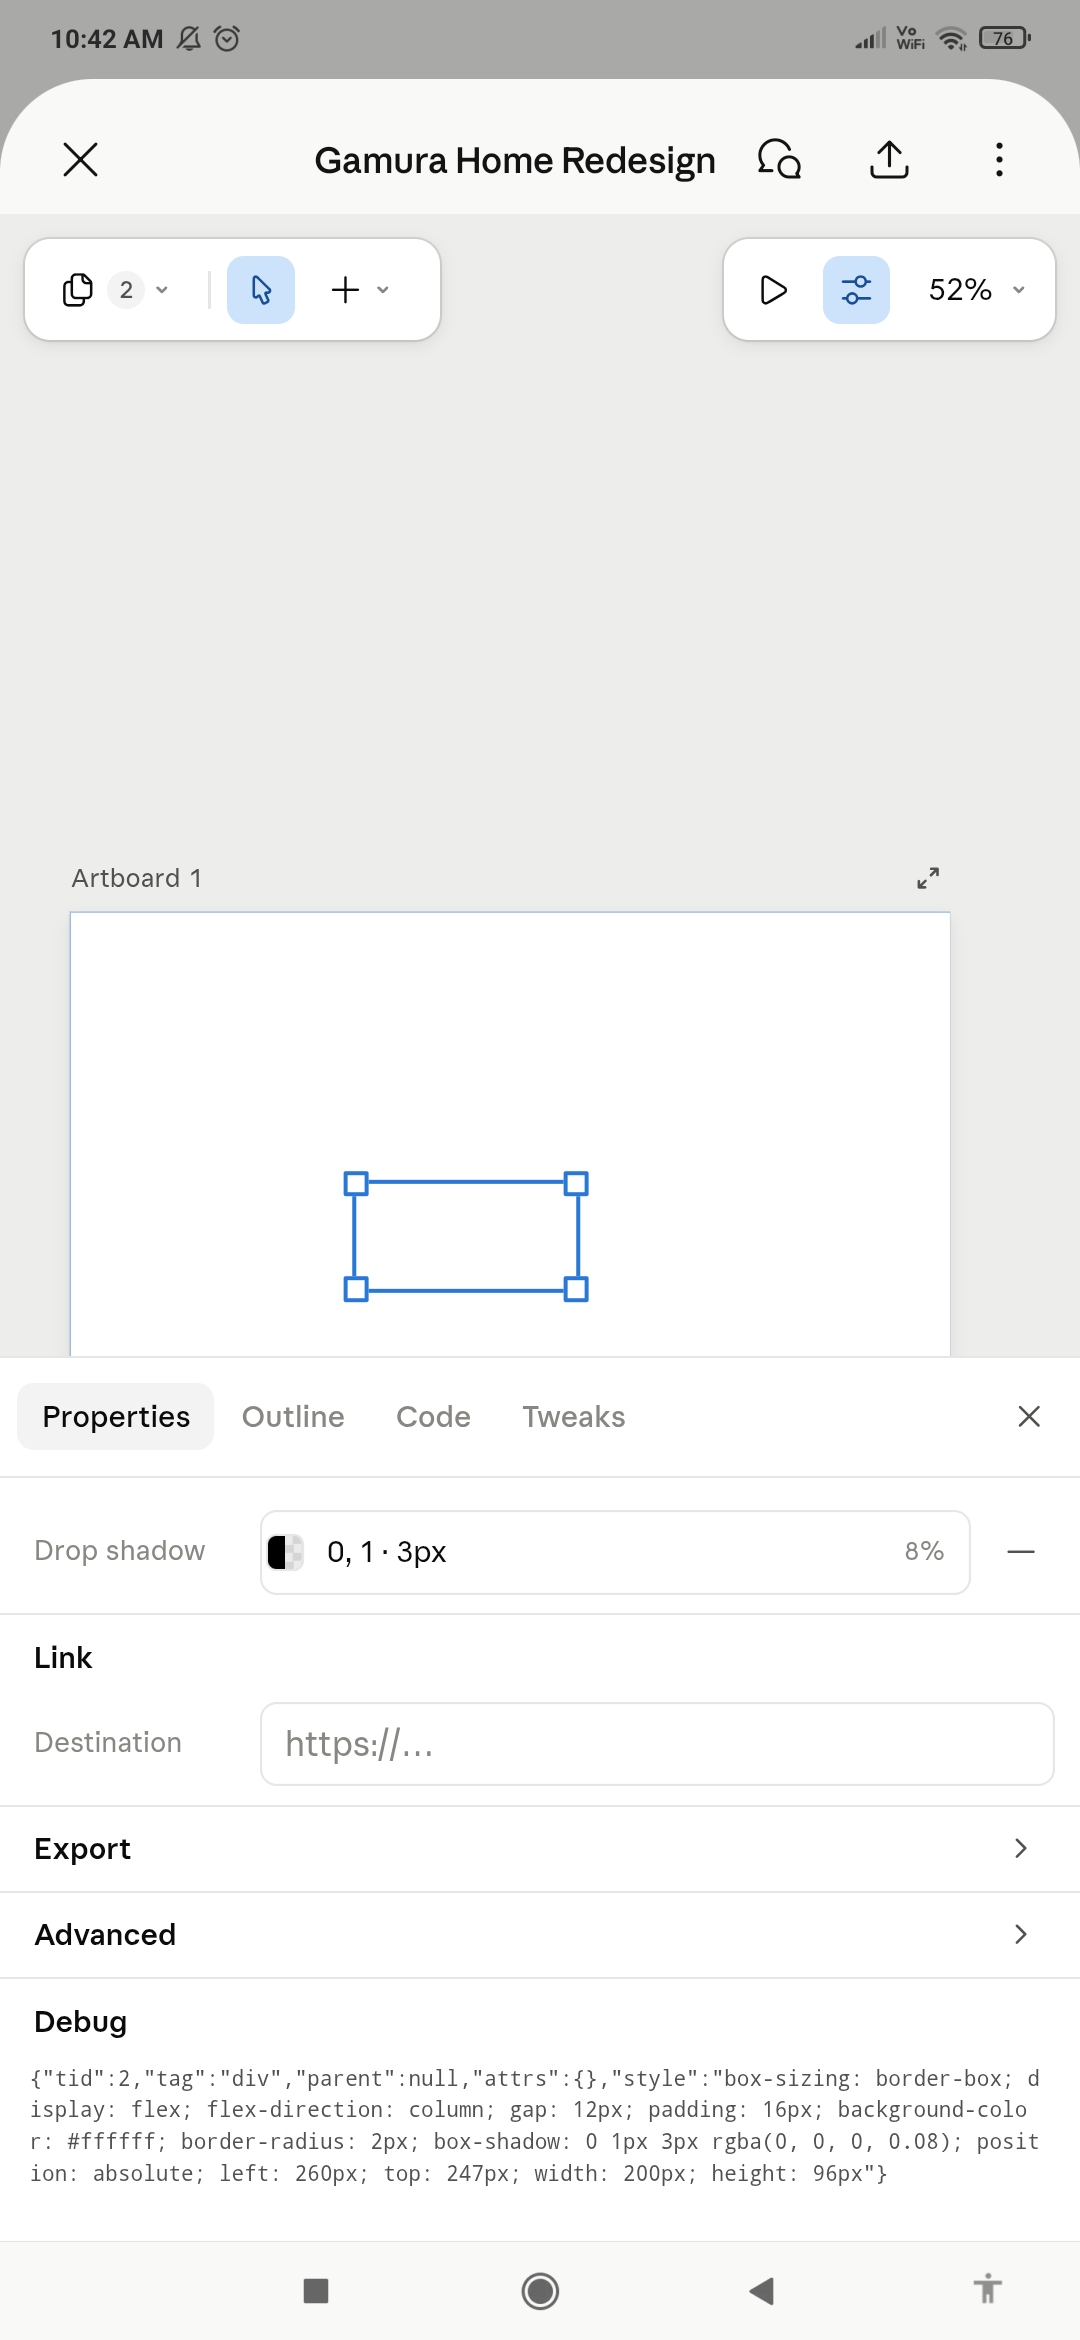 10:42 AM
Vo
WiFi
76
Gamura Home Redesign
2
52%
Artboard 1
Properties
Outline
Code
Tweaks
Drop shadow
0, 1 · 3px
8%
Link
Destination
https://...
Export
Advanced
Debug
{"tid":2,"tag":"div","parent":null,"attrs":{},"style":"box-sizing: border-box; d
isplay: flex; flex-direction: column; gap: 12px; padding: 16px; background-colo
r: #ffffff; border-radius: 2px; box-shadow: 0 1px 3px rgba(0, 0, 0, 0.08); posit
ion: absolute; left: 260px; top: 247px; width: 200px; height: 96px"}